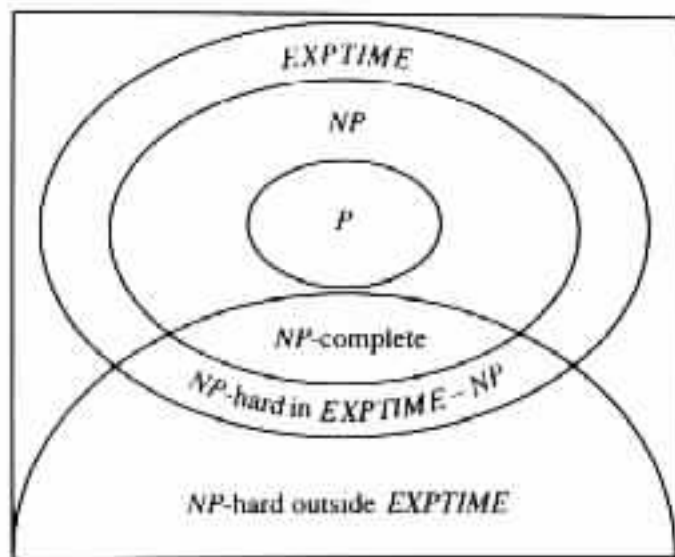 EXPTIME
NP
P
NP-complete
NP-hard in EXPTIME – NP
NP-hard outside EXPTIME